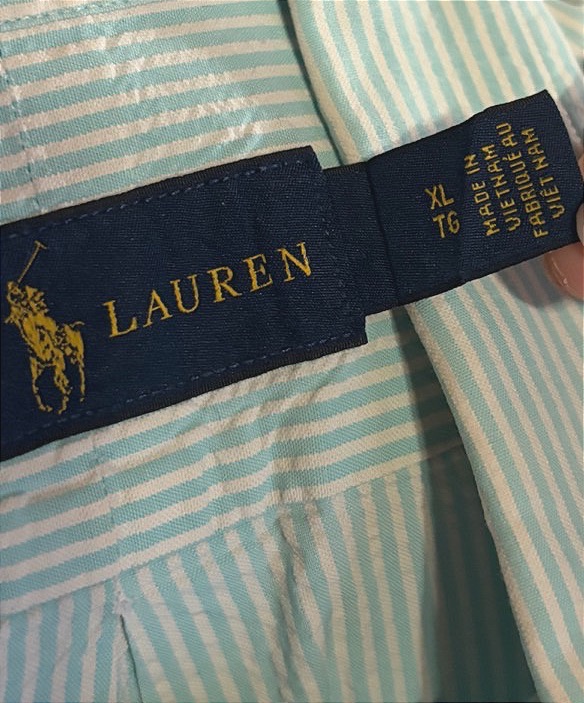 LAUREN
XL
TG
MADE IN
VIETNAM
FABRIQUÉ AU
VIÊT NAM